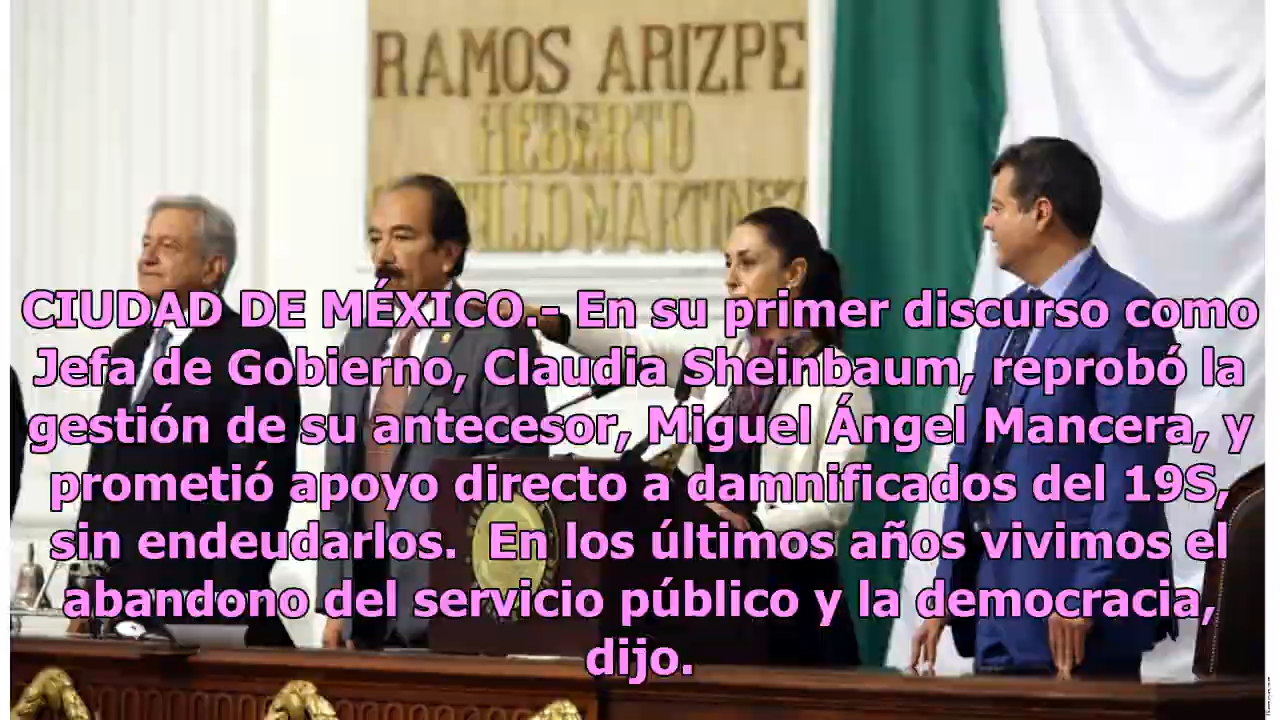 RAMOS ARIZPE
HEBERTO
TILLO MARTINEZ
CIUDAD DE MÉXICO.- En su primer discurso como
Jefa de Gobierno, Claudia Sheinbaum, reprobó la
gestión de su antecesor, Miguel Ángel Mancera, y
prometió apoyo directo a damnificados del 19S,
sin endeudarlos.  En los últimos años vivimos el
abandono del servicio público y la democracia,
dijo.